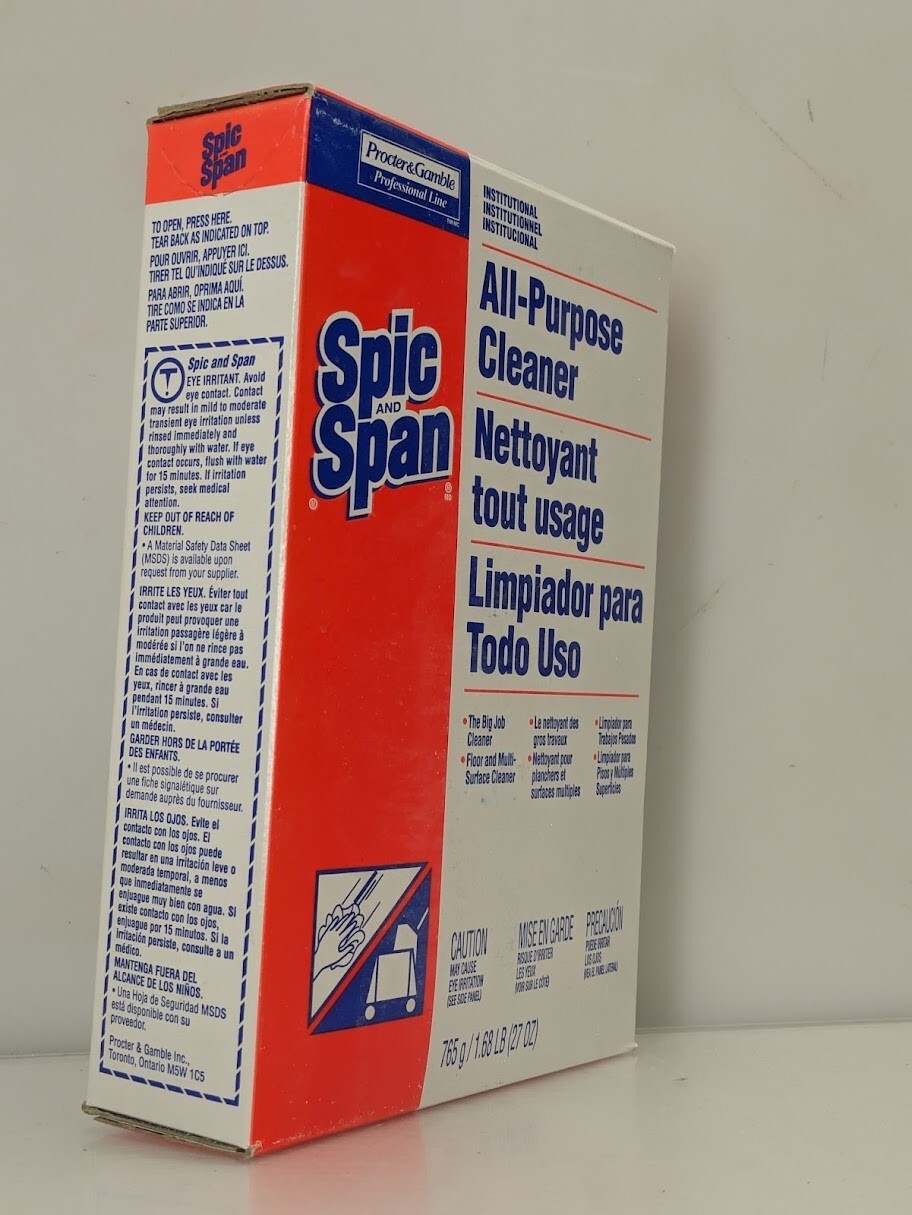 Spic
and
Span
TO OPEN, PRESS HERE.
TEAR BACK AS INDICATED ON TOP.
POUR OUVRIR, APPUYER ICI.
TIRER TEL QU'INDIQUÉ SUR LE DESSUS.
PARA ABRIR, OPRIMA AQUÍ.
TIRE COMO SE INDICA EN LA
PARTE SUPERIOR.
T
Spic and Span
EYE IRRITANT. Avoid
eye contact. Contact
may result in mild to moderate
transient eye irritation unless
rinsed immediately and
thoroughly with water. If eye
contact occurs, flush with water
for 15 minutes. If irritation
persists, seek medical
attention.
KEEP OUT OF REACH OF
CHILDREN.
• A Material Safety Data Sheet
(MSDS) is available upon
request from your supplier.
IRRITE LES YEUX. Éviter tout
contact avec les yeux car le
produit peut provoquer une
irritation passagère légère à
modérée si l'on ne rince pas
immédiatement à grande eau.
En cas de contact avec les
yeux, rincer à grande eau
pendant 15 minutes. Si
l'irritation persiste, consulter
un médecin.
GARDER HORS DE LA PORTÉE
DES ENFANTS.
• Il est possible de se procurer
une fiche signalétique sur
demande auprès du fournisseur.
IRRITA LOS OJOS. Evite el
contacto con los ojos. El
contacto con los ojos puede
resultar en una irritación leve o
moderada temporal, a menos
que inmediatamente se
enjuague muy bien con agua. Si
existe contacto con los ojos,
enjuague por 15 minutos. Si la
irritación persiste, consulte a un
médico.
MANTENGA FUERA DEL
ALCANCE DE LOS NIÑOS.
• Una Hoja de Seguridad MSDS
está disponible con su
proveedor.
Procter & Gamble Inc.,
Toronto, Ontario M5W 1C5
Procter & Gamble
Professional Line
TM/MC
Spic
AND
Span
® MD
INSTITUTIONAL
INSTITUTIONNEL
INSTITUCIONAL
All-Purpose
Cleaner
Nettoyant
tout usage
Limpiador para
Todo Uso
• The Big Job
Cleaner
• Floor and Multi-
Surface Cleaner
• Le nettoyant des
gros travaux
• Nettoyant pour
planchers et
surfaces multiples
• Limpiador para
Trabajos Pesados
• Limpiador para
Pisos y Múltiples
Superficies
CAUTION
MAY CAUSE
EYE IRRITATION
(SEE SIDE PANEL)
MISE EN GARDE
RISQUE D'IRRITER
LES YEUX
(VOIR SUR LE CÔTÉ)
PRECAUCIÓN
PUEDE IRRITAR
LOS OJOS
(VEA EL PANEL LATERAL)
765 g / 1.68 LB (27 OZ)